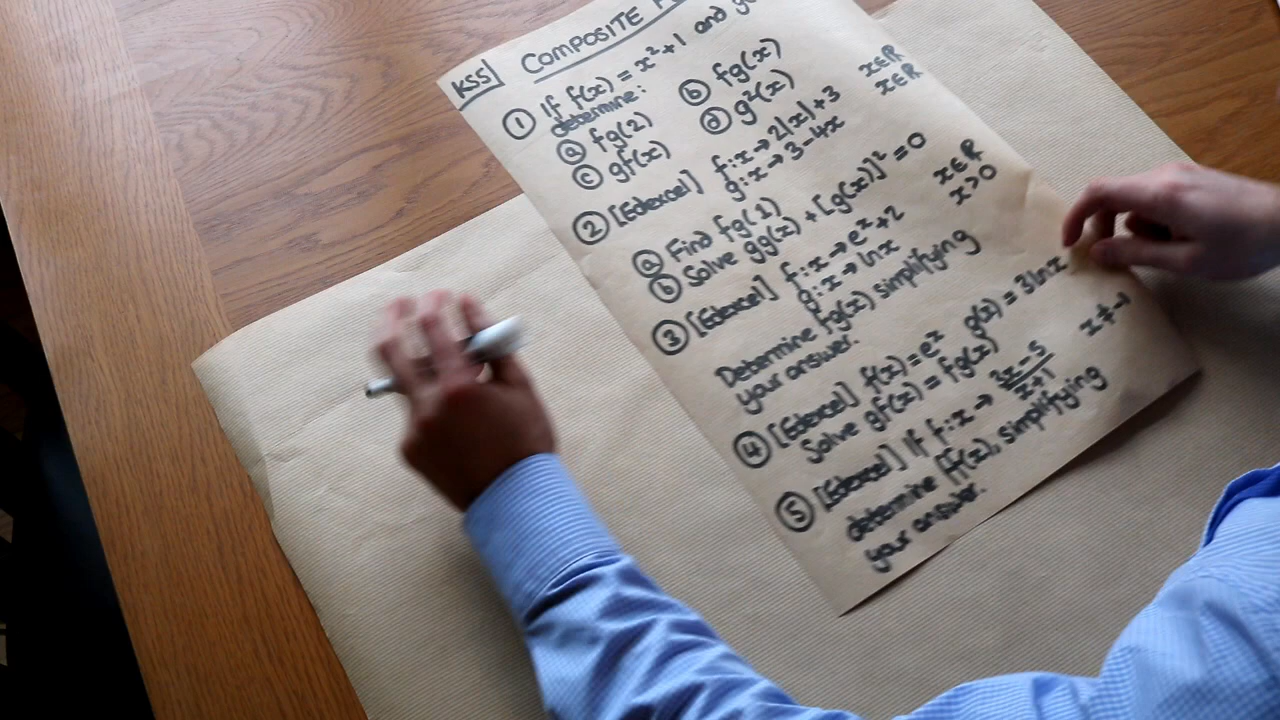 KSS COMPOSITE
① If f(x) = x² + 1 and
determine:
ⓐ fg(2) ⓑ fg(x)
ⓒ gf(x) ⓓ g²(x)
② [Edexcel] f: x → 2|x| + 3 x ∈ ℝ
g: x → 3 - 4x x ∈ ℝ
ⓐ Find fg(1)
ⓑ Solve gg(x) + [g(x)]² = 0
③ [Edexcel] f: x → eˣ + 2 x ∈ ℝ
g: x → ln x x > 0
Determine fg(x) simplifying
your answer.
④ [Edexcel] f(x) = eˣ g(x) = 3 ln x
Solve gf(x) = fg(x)
⑤ [Edexcel] If f: x → 3x - 5 / x + 1 x ≠ -1
determine ff(x), simplifying
your answer.